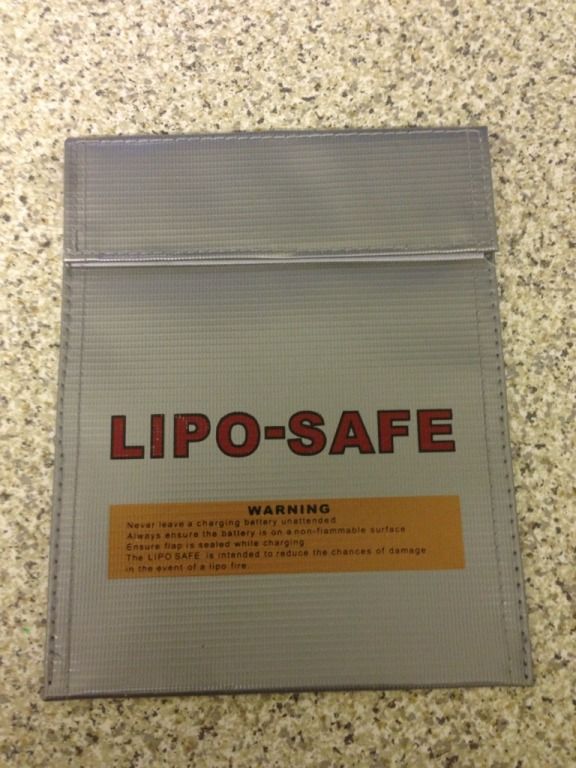 LIPO-SAFE
WARNING
Never leave a charging battery unattended
Always ensure the battery is on a non-flammable surface
Ensure flap is sealed while charging
The LIPO SAFE is intended to reduce the chances of damage
in the event of a lipo fire.